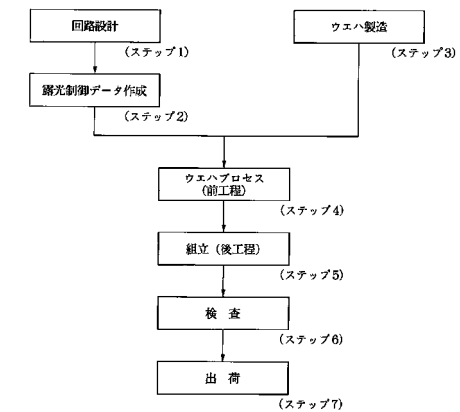 回路設計
(ステップ1)
ウエハ製造
(ステップ3)
露光制御データ作成
(ステップ2)
ウエハプロセス
(前工程)
(ステップ4)
組立(後工程)
(ステップ5)
検 査
(ステップ6)
出 荷
(ステップ7)